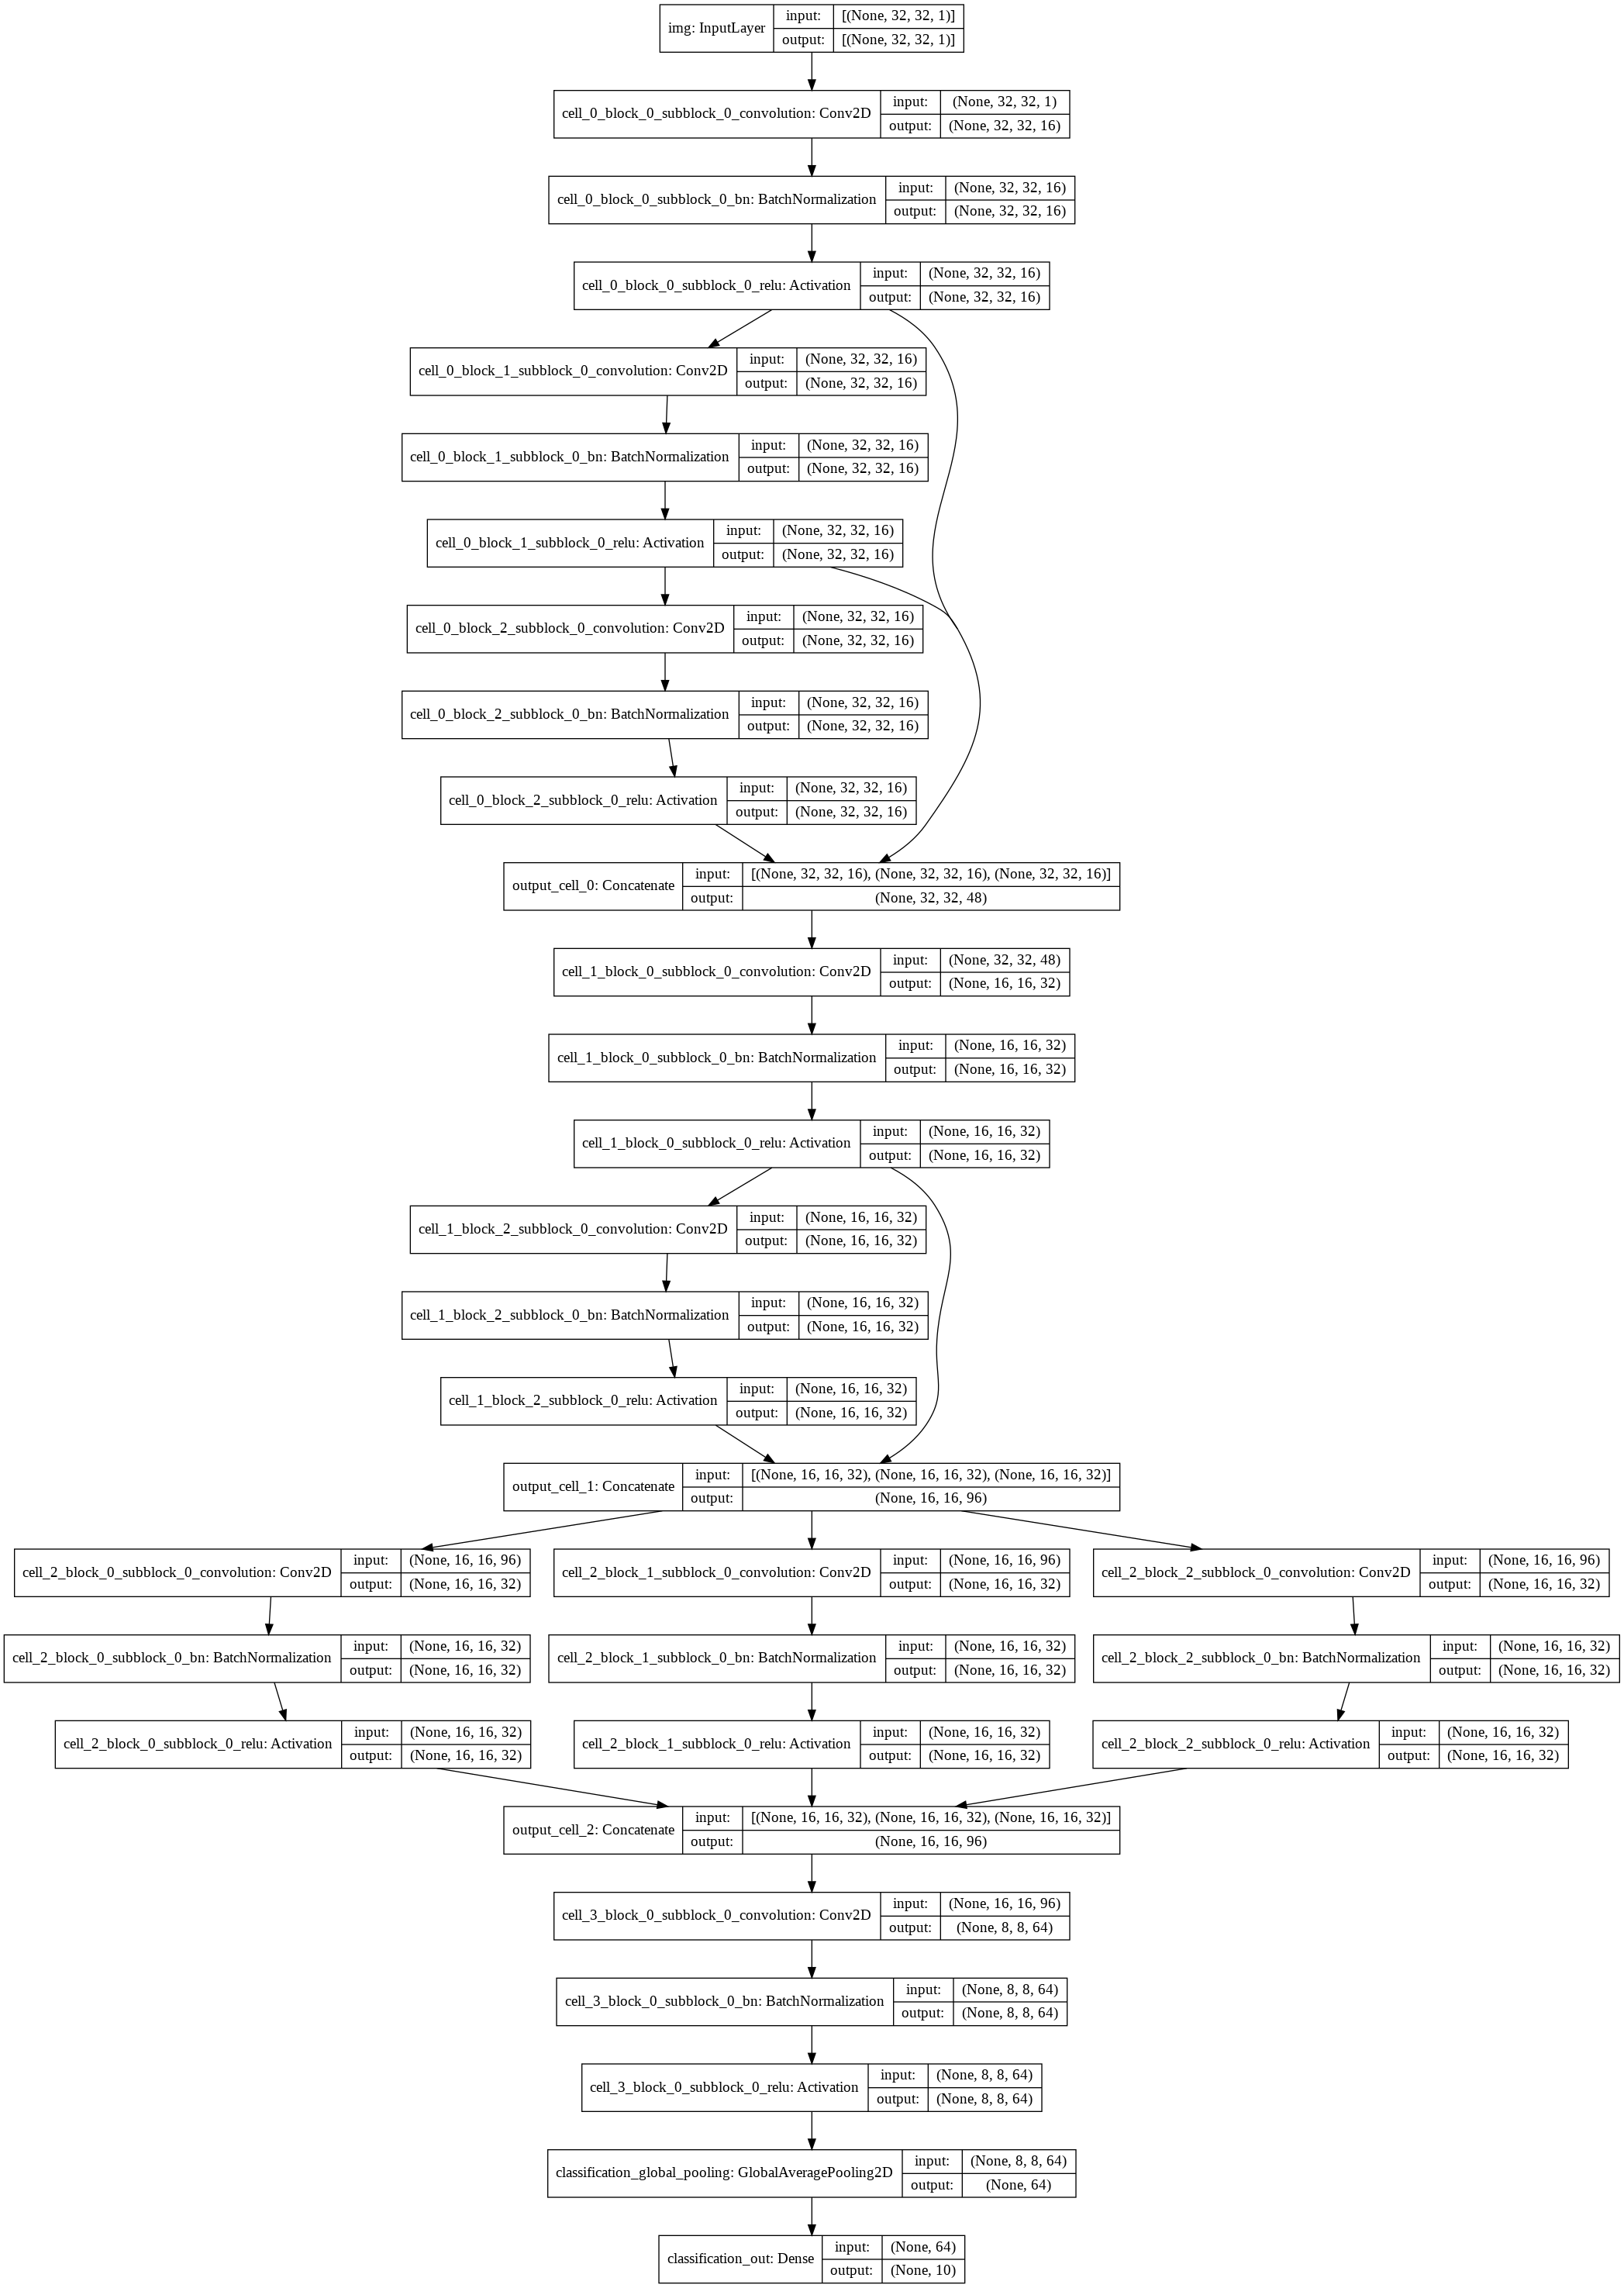 img: InputLayer input: [(None, 32, 32, 1)]
output: [(None, 32, 32, 1)]
cell_0_block_0_subblock_0_convolution: Conv2D input: (None, 32, 32, 1)
output: (None, 32, 32, 16)
cell_0_block_0_subblock_0_bn: BatchNormalization input: (None, 32, 32, 16)
output: (None, 32, 32, 16)
cell_0_block_0_subblock_0_relu: Activation input: (None, 32, 32, 16)
output: (None, 32, 32, 16)
cell_0_block_1_subblock_0_convolution: Conv2D input: (None, 32, 32, 16)
output: (None, 32, 32, 16)
cell_0_block_1_subblock_0_bn: BatchNormalization input: (None, 32, 32, 16)
output: (None, 32, 32, 16)
cell_0_block_1_subblock_0_relu: Activation input: (None, 32, 32, 16)
output: (None, 32, 32, 16)
cell_0_block_2_subblock_0_convolution: Conv2D input: (None, 32, 32, 16)
output: (None, 32, 32, 16)
cell_0_block_2_subblock_0_bn: BatchNormalization input: (None, 32, 32, 16)
output: (None, 32, 32, 16)
cell_0_block_2_subblock_0_relu: Activation input: (None, 32, 32, 16)
output: (None, 32, 32, 16)
output_cell_0: Concatenate input: [(None, 32, 32, 16), (None, 32, 32, 16), (None, 32, 32, 16)]
output: (None, 32, 32, 48)
cell_1_block_0_subblock_0_convolution: Conv2D input: (None, 32, 32, 48)
output: (None, 16, 16, 32)
cell_1_block_0_subblock_0_bn: BatchNormalization input: (None, 16, 16, 32)
output: (None, 16, 16, 32)
cell_1_block_0_subblock_0_relu: Activation input: (None, 16, 16, 32)
output: (None, 16, 16, 32)
cell_1_block_2_subblock_0_convolution: Conv2D input: (None, 16, 16, 32)
output: (None, 16, 16, 32)
cell_1_block_2_subblock_0_bn: BatchNormalization input: (None, 16, 16, 32)
output: (None, 16, 16, 32)
cell_1_block_2_subblock_0_relu: Activation input: (None, 16, 16, 32)
output: (None, 16, 16, 32)
output_cell_1: Concatenate input: [(None, 16, 16, 32), (None, 16, 16, 32), (None, 16, 16, 32)]
output: (None, 16, 16, 96)
cell_2_block_0_subblock_0_convolution: Conv2D input: (None, 16, 16, 96)
output: (None, 16, 16, 32)
cell_2_block_1_subblock_0_convolution: Conv2D input: (None, 16, 16, 96)
output: (None, 16, 16, 32)
cell_2_block_2_subblock_0_convolution: Conv2D input: (None, 16, 16, 96)
output: (None, 16, 16, 32)
cell_2_block_0_subblock_0_bn: BatchNormalization input: (None, 16, 16, 32)
output: (None, 16, 16, 32)
cell_2_block_1_subblock_0_bn: BatchNormalization input: (None, 16, 16, 32)
output: (None, 16, 16, 32)
cell_2_block_2_subblock_0_bn: BatchNormalization input: (None, 16, 16, 32)
output: (None, 16, 16, 32)
cell_2_block_0_subblock_0_relu: Activation input: (None, 16, 16, 32)
output: (None, 16, 16, 32)
cell_2_block_1_subblock_0_relu: Activation input: (None, 16, 16, 32)
output: (None, 16, 16, 32)
cell_2_block_2_subblock_0_relu: Activation input: (None, 16, 16, 32)
output: (None, 16, 16, 32)
output_cell_2: Concatenate input: [(None, 16, 16, 32), (None, 16, 16, 32), (None, 16, 16, 32)]
output: (None, 16, 16, 96)
cell_3_block_0_subblock_0_convolution: Conv2D input: (None, 16, 16, 96)
output: (None, 8, 8, 64)
cell_3_block_0_subblock_0_bn: BatchNormalization input: (None, 8, 8, 64)
output: (None, 8, 8, 64)
cell_3_block_0_subblock_0_relu: Activation input: (None, 8, 8, 64)
output: (None, 8, 8, 64)
classification_global_pooling: GlobalAveragePooling2D input: (None, 8, 8, 64)
output: (None, 64)
classification_out: Dense input: (None, 64)
output: (None, 10)